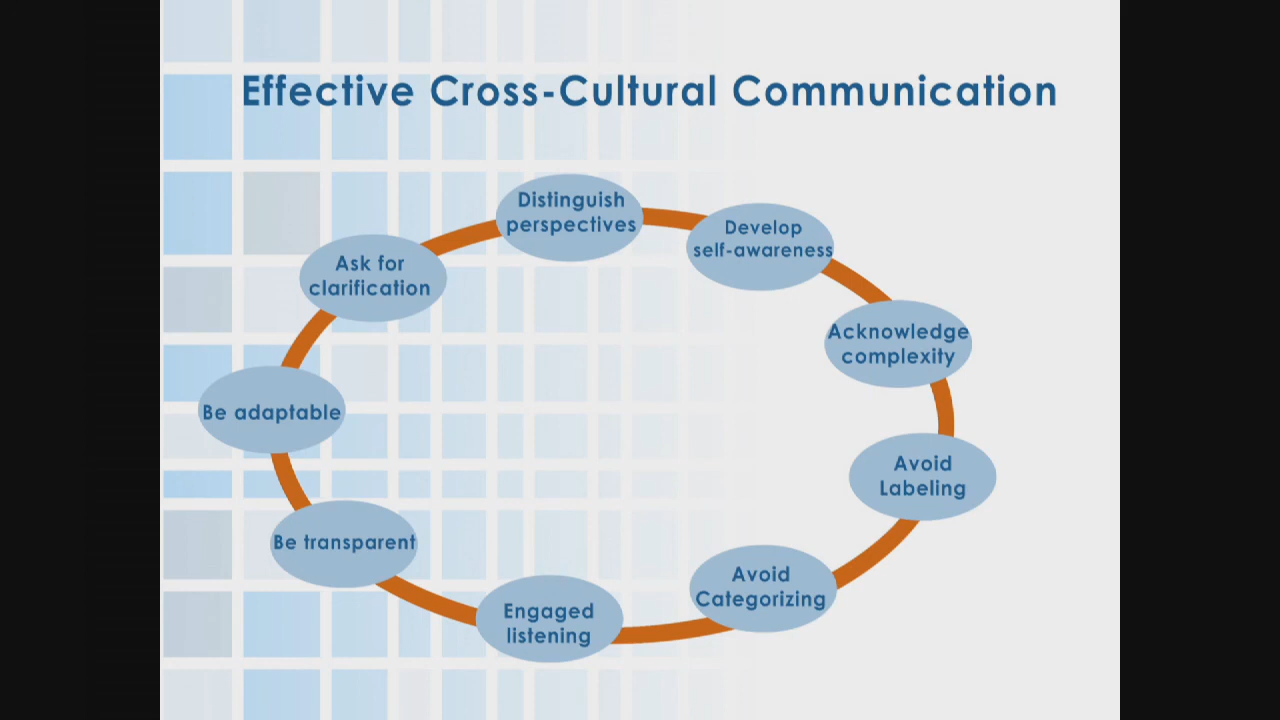 Effective Cross-Cultural Communication
Distinguish
perspectives
Develop
self-awareness
Acknowledge
complexity
Avoid
Labeling
Avoid
Categorizing
Engaged
listening
Be transparent
Be adaptable
Ask for
clarification